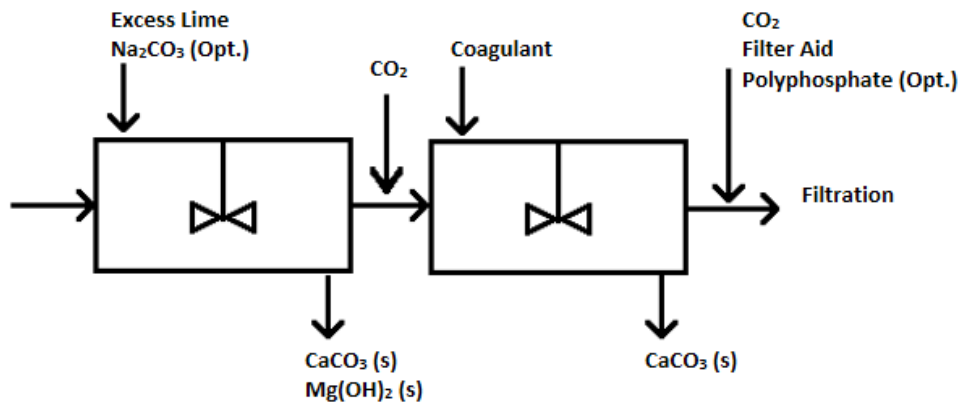 Excess Lime
Na₂CO₃ (Opt.)
CO₂
Coagulant
CO₂
Filter Aid
Polyphosphate (Opt.)
Filtration
CaCO₃ (s)
Mg(OH)₂ (s)
CaCO₃ (s)